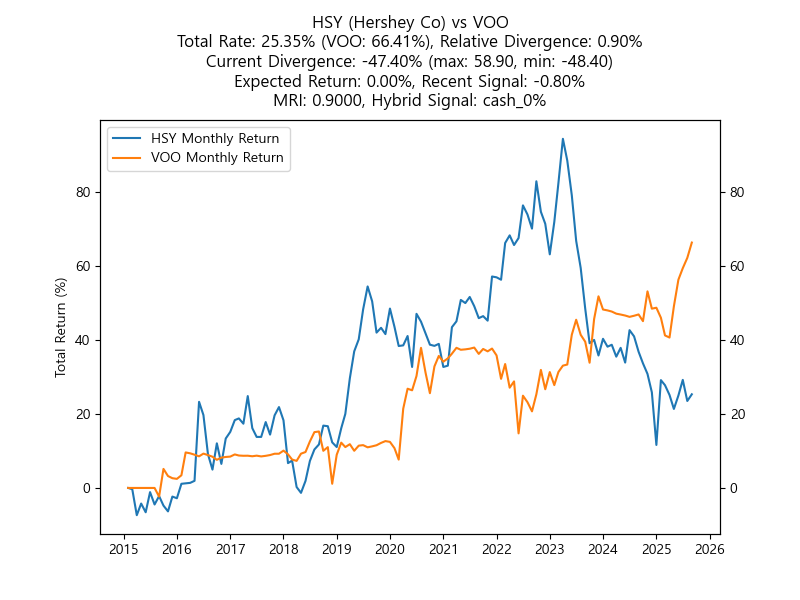 HSY (Hershey Co) vs VOO
Total Rate: 25.35% (VOO: 66.41%), Relative Divergence: 0.90%
Current Divergence: -47.40% (max: 58.90, min: -48.40)
Expected Return: 0.00%, Recent Signal: -0.80%
MRI: 0.9000, Hybrid Signal: cash_0%
HSY Monthly Return
VOO Monthly Return
Total Return (%)
80
60
40
20
0
80
60
40
20
0
2015 2016 2017 2018 2019 2020 2021 2022 2023 2024 2025 2026